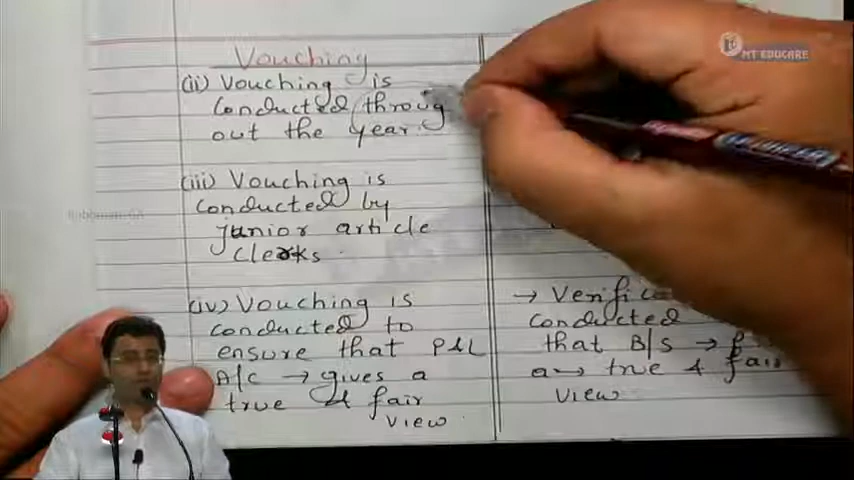 MT EDUCARE
Vouching
(ii) Vouching is
conducted throug
out the year.
(iii) Vouching is
conducted by
junior article
clerks.
(iv) Vouching is
conducted to
ensure that P&L
A/c → gives a
true & fair
view
→
conducted
that B/S →
a → true & fair
view